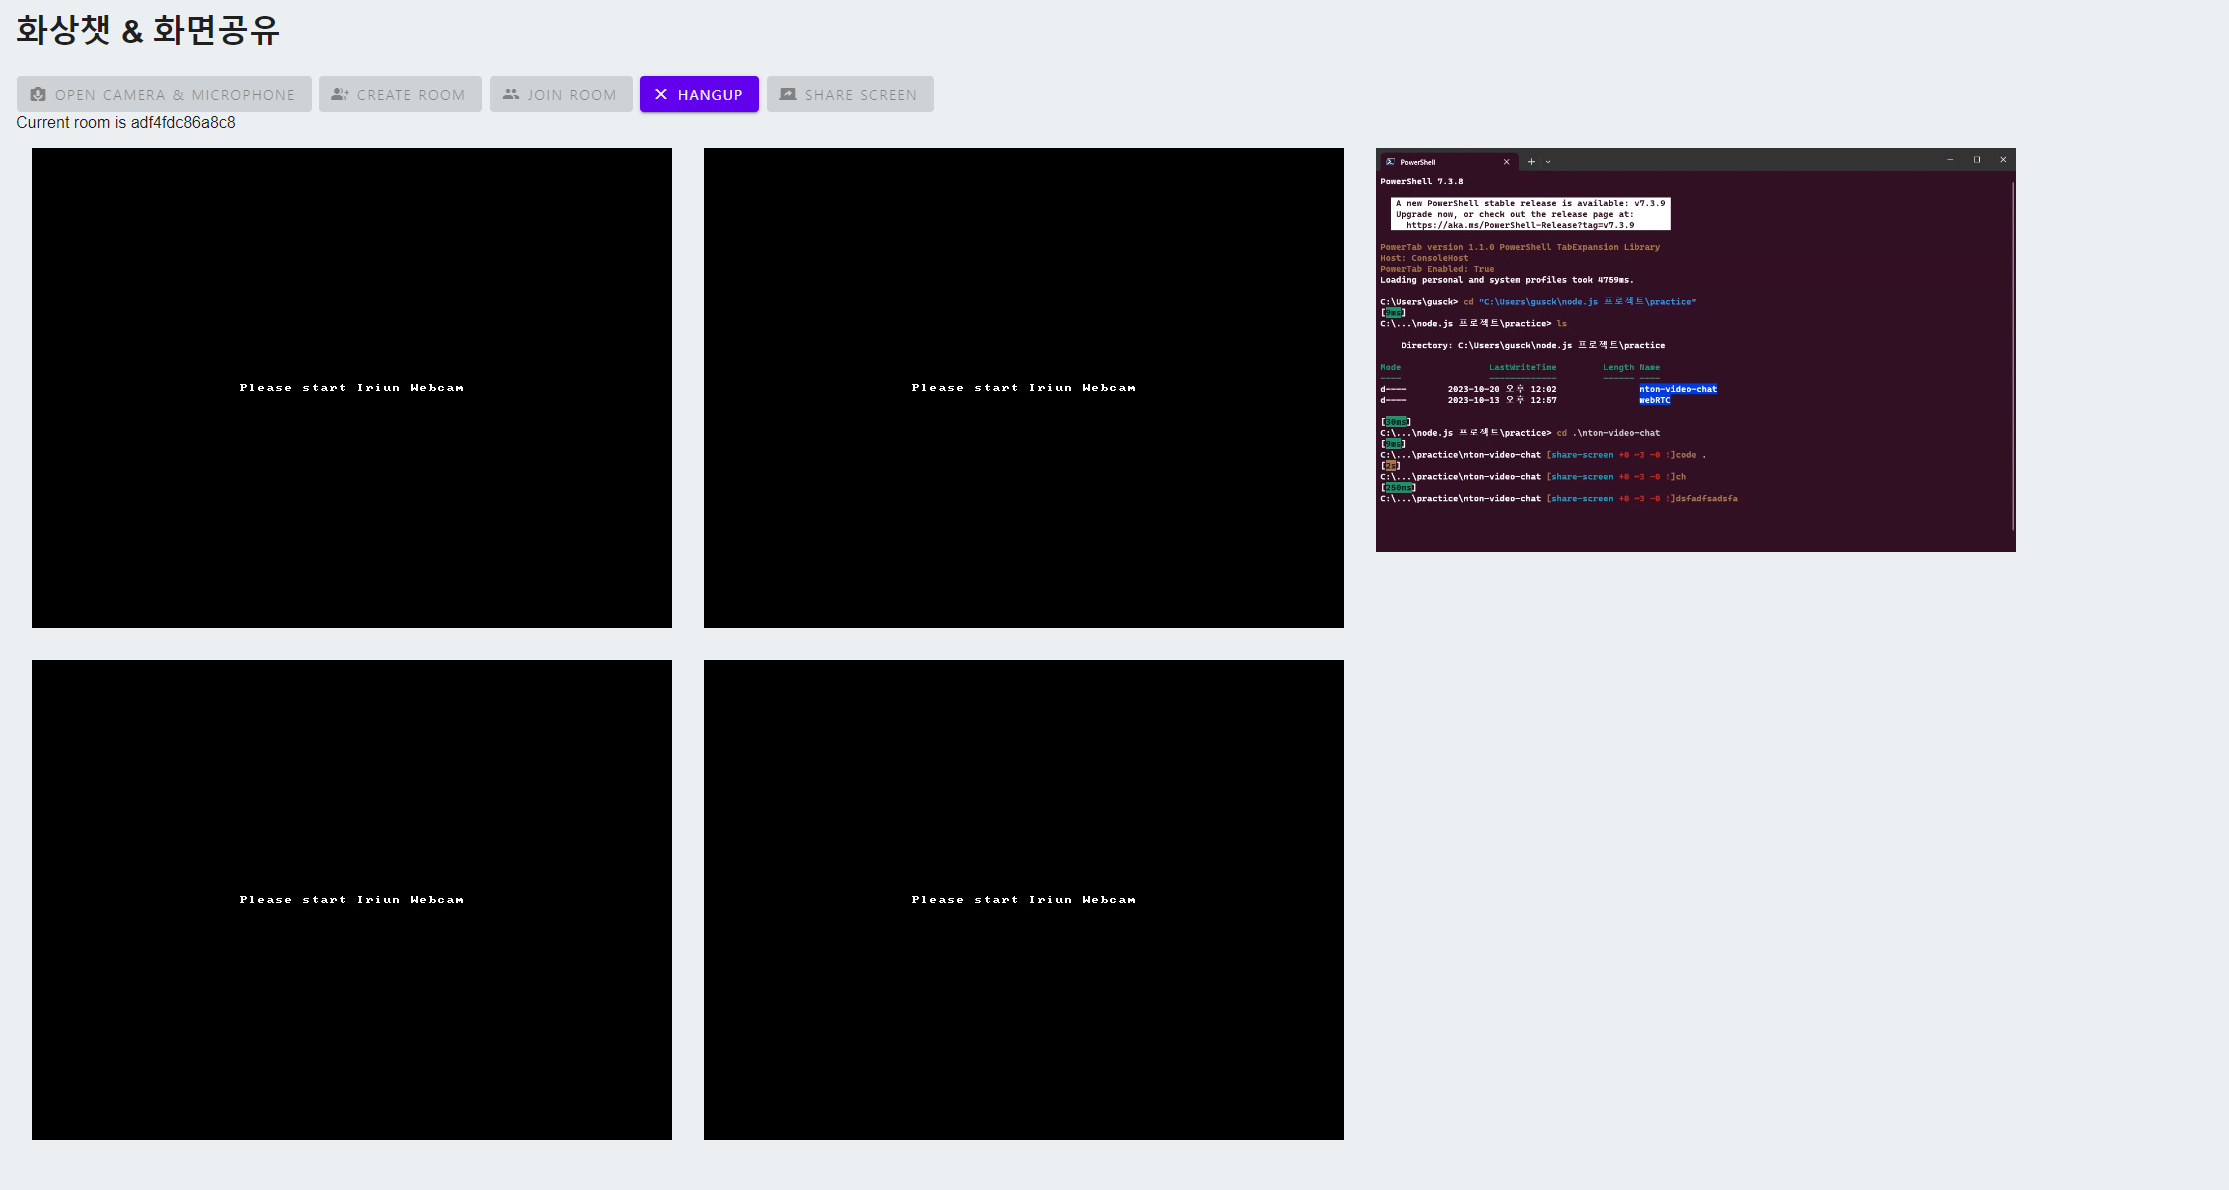 화상챗 & 화면공유
OPEN CAMERA & MICROPHONE
CREATE ROOM
JOIN ROOM
HANGUP
SHARE SCREEN
Current room is adf4fdc86a8c8
Please start Iriun Webcam
Please start Iriun Webcam
PowerShell
PowerShell 7.3.8
A new PowerShell stable release is available: v7.3.9
Upgrade now, or check out the release page at:
https://aka.ms/PowerShell-Release?tag=v7.3.9
PowerTab version 1.1.0 PowerShell TabExpansion Library
Host: ConsoleHost
PowerTab Enabled: True
Loading personal and system profiles took 4759ms.
C:\Users\gusck> cd "C:\Users\gusck\node.js 프로젝트\practice"
[9ms]
C:\...\node.js 프로젝트\practice> ls
Directory: C:\Users\gusck\node.js 프로젝트\practice
Mode LastWriteTime Length Name
---- ------------- ------ ----
d---- 2023-10-20 오후 12:02 nton-video-chat
d---- 2023-10-13 오후 12:57 webRTC
[30ms]
C:\...\node.js 프로젝트\practice> cd .\nton-video-chat
[9ms]
C:\...\practice\nton-video-chat [share-screen +0 ~3 -0 !]code .
[2s]
C:\...\practice\nton-video-chat [share-screen +0 ~3 -0 !]ch
[250ms]
C:\...\practice\nton-video-chat [share-screen +0 ~3 -0 !]dsfadfsadsfa
Please start Iriun Webcam
Please start Iriun Webcam